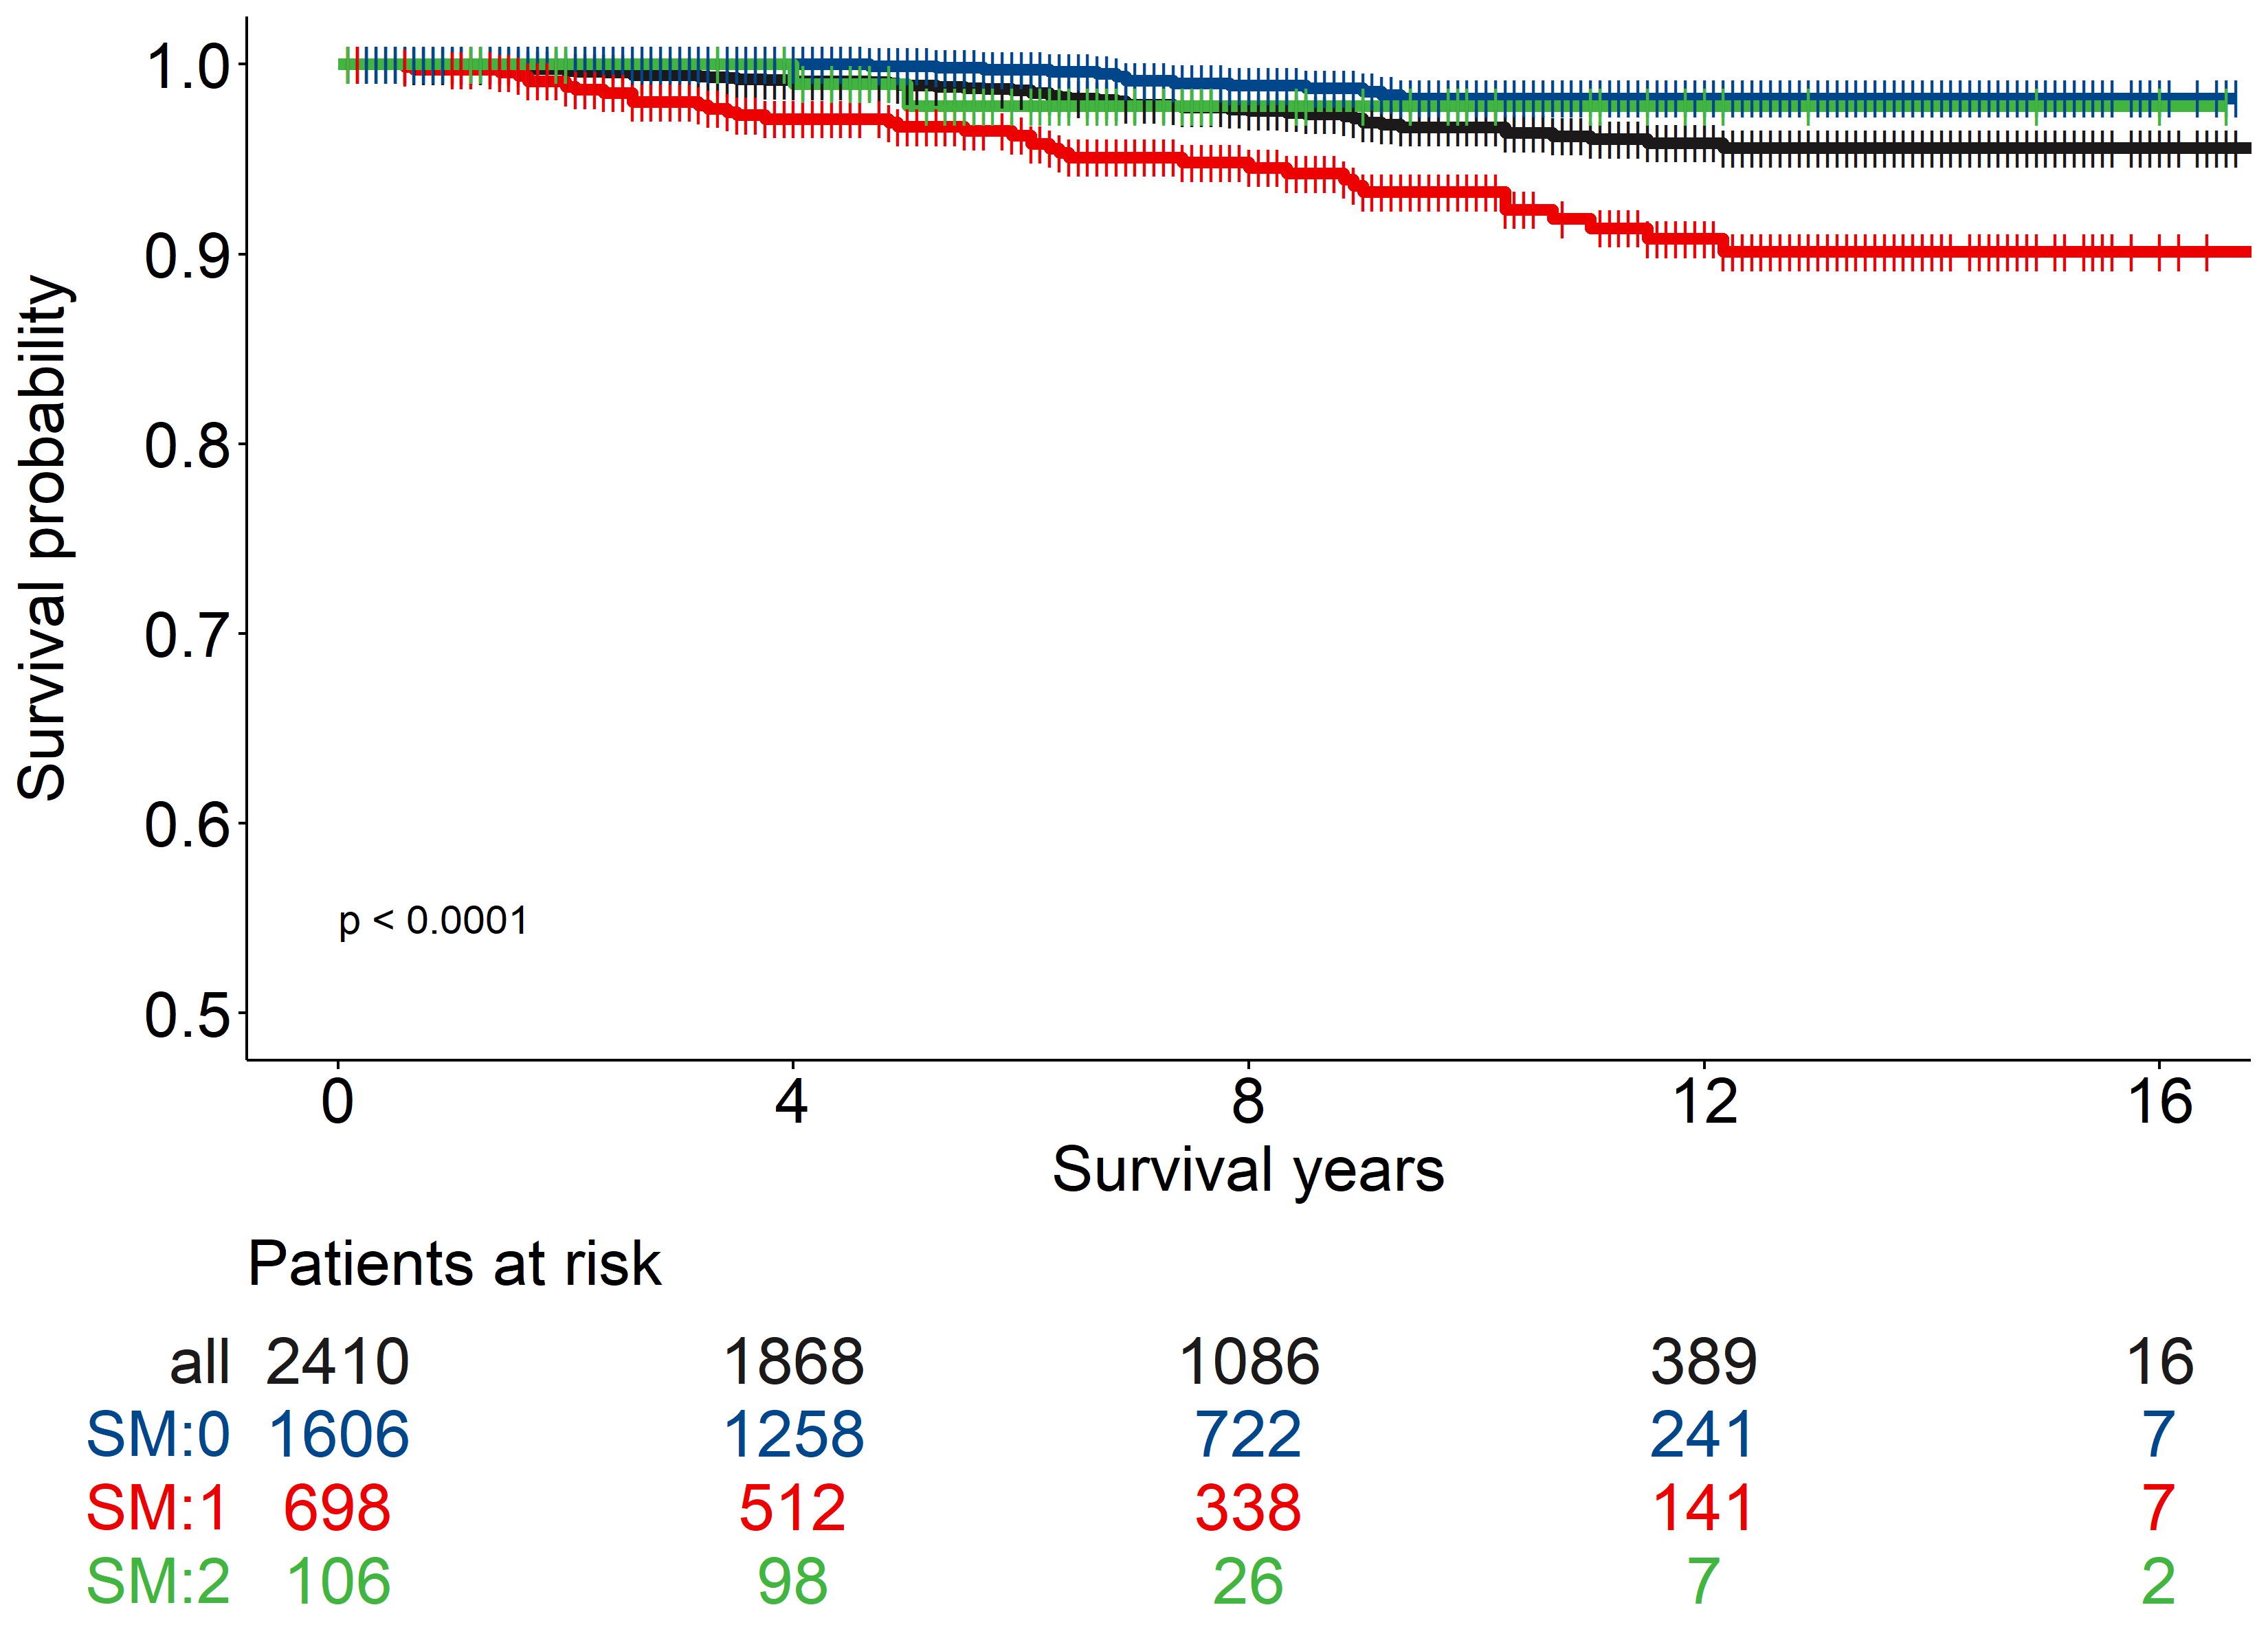 Survival probability
1.0
0.9
0.8
0.7
0.6
0.5
p < 0.0001
0 4 8 12 16
Survival years
Patients at risk
all 2410 1868 1086 389 16
SM:0 1606 1258 722 241 7
SM:1 698 512 338 141 7
SM:2 106 98 26 7 2